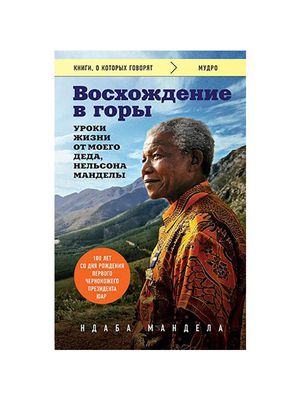 КНИГИ, О КОТОРЫХ ГОВОРЯТ
МУДРО
Восхождение
в горы
УРОКИ
ЖИЗНИ
ОТ МОЕГО
ДЕДА,
НЕЛЬСОНА
МАНДЕЛЫ
100 ЛЕТ
СО ДНЯ РОЖДЕНИЯ
ПЕРВОГО
ЧЕРНОКОЖЕГО
ПРЕЗИДЕНТА
ЮАР
НДАБА МАНДЕЛА